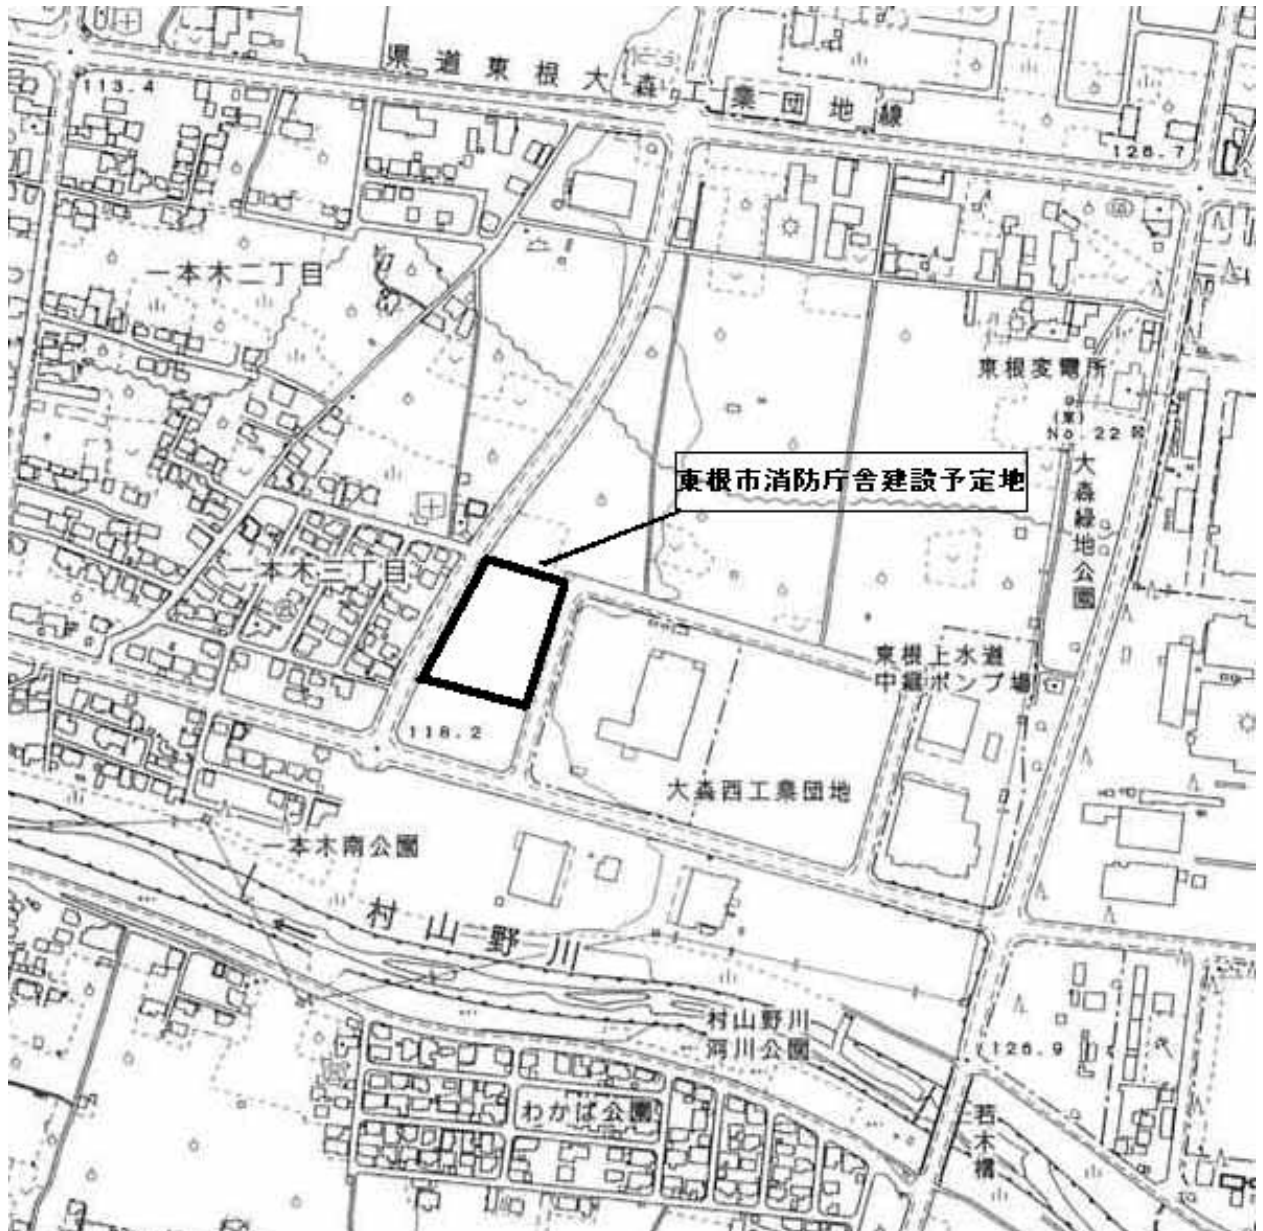 県道東根大森工業団地線
113.4
126.7
一本木二丁目
東根変電所
(東)
No.22
大森緑地公園
東根市消防庁舎建設予定地
一本木三丁目
東根上水道
中継ポンプ場
118.2
大森西工業団地
一本木南公園
村山野川
村山野川
河川公園
126.9
わかば公園
若木橋